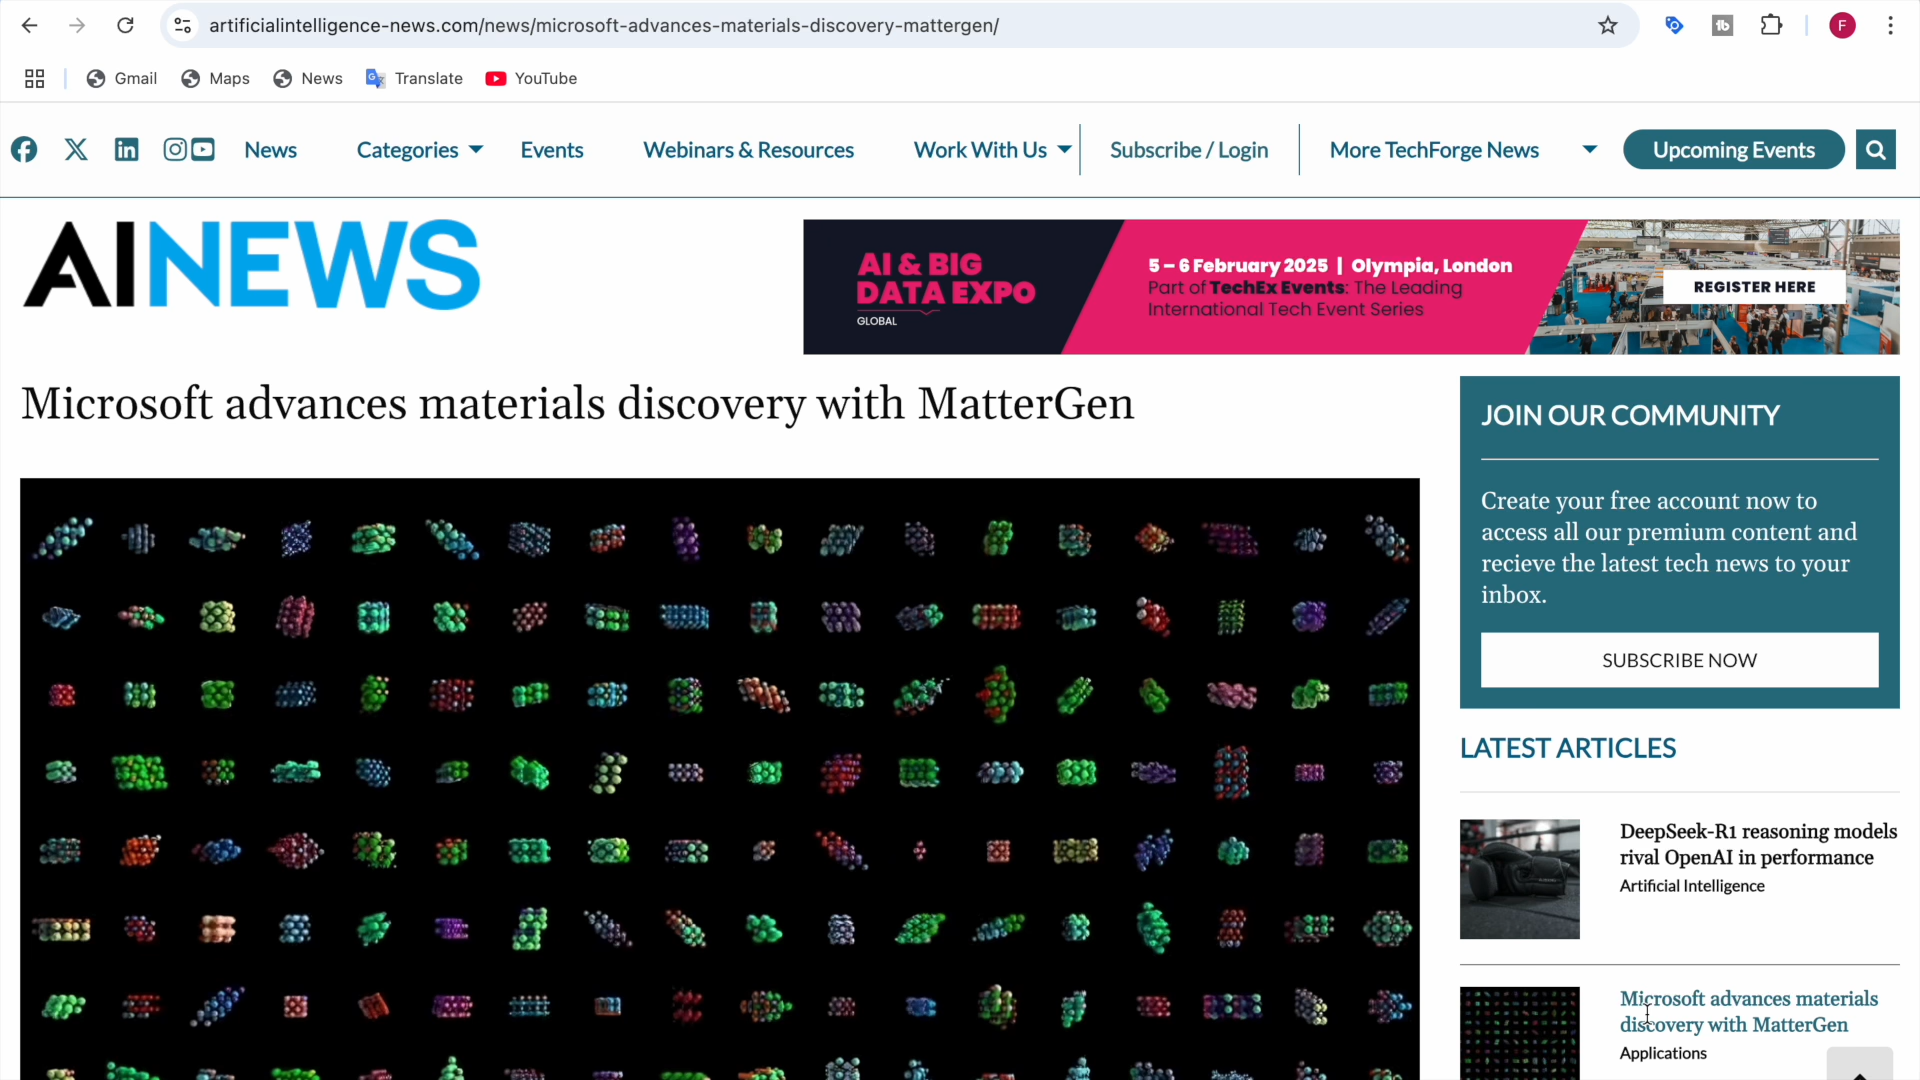 artificialintelligence-news.com/news/microsoft-advances-materials-discovery-mattergen/
F
Gmail
Maps
News
Translate
YouTube
News
Categories
Events
Webinars & Resources
Work With Us
Subscribe / Login
More TechForge News
Upcoming Events
AINEWS
AI & BIG
DATA EXPO
GLOBAL
5 – 6 February 2025 | Olympia, London
Part of TechEx Events: The Leading
International Tech Event Series
REGISTER HERE
Microsoft advances materials discovery with MatterGen
JOIN OUR COMMUNITY
Create your free account now to
access all our premium content and
recieve the latest tech news to your
inbox.
SUBSCRIBE NOW
LATEST ARTICLES
DeepSeek-R1 reasoning models
rival OpenAI in performance
Artificial Intelligence
Microsoft advances materials
discovery with MatterGen
Applications